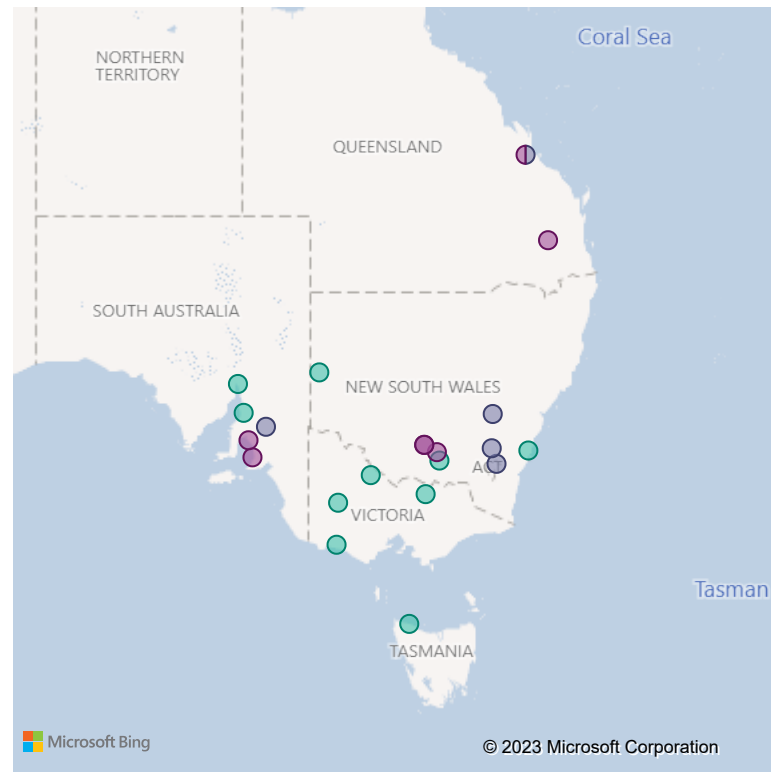 Coral Sea
NORTHERN
TERRITORY
QUEENSLAND
SOUTH AUSTRALIA
NEW SOUTH WALES
ACT
VICTORIA
Tasman
TASMANIA
Microsoft Bing
© 2023 Microsoft Corporation